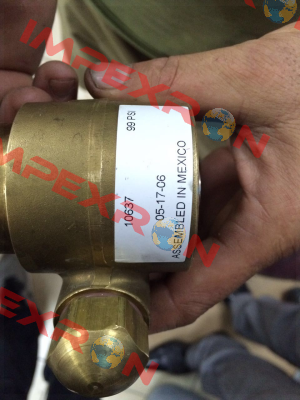 99 PSI
10637
05-17-06
ASSEMBLED IN MEXICO
IMPEXRON
IMPEXRON
IMPEXRON